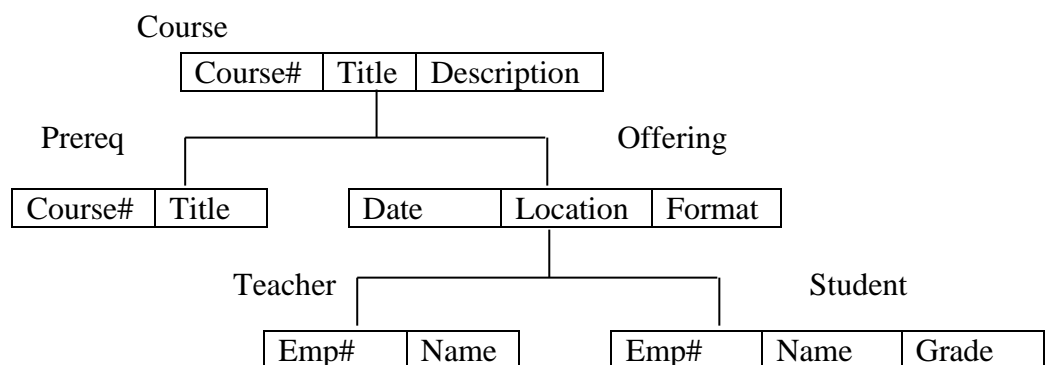 Course
Course# Title Description
Prereq Offering
Course# Title Date Location Format
Teacher Student
Emp# Name Emp# Name Grade